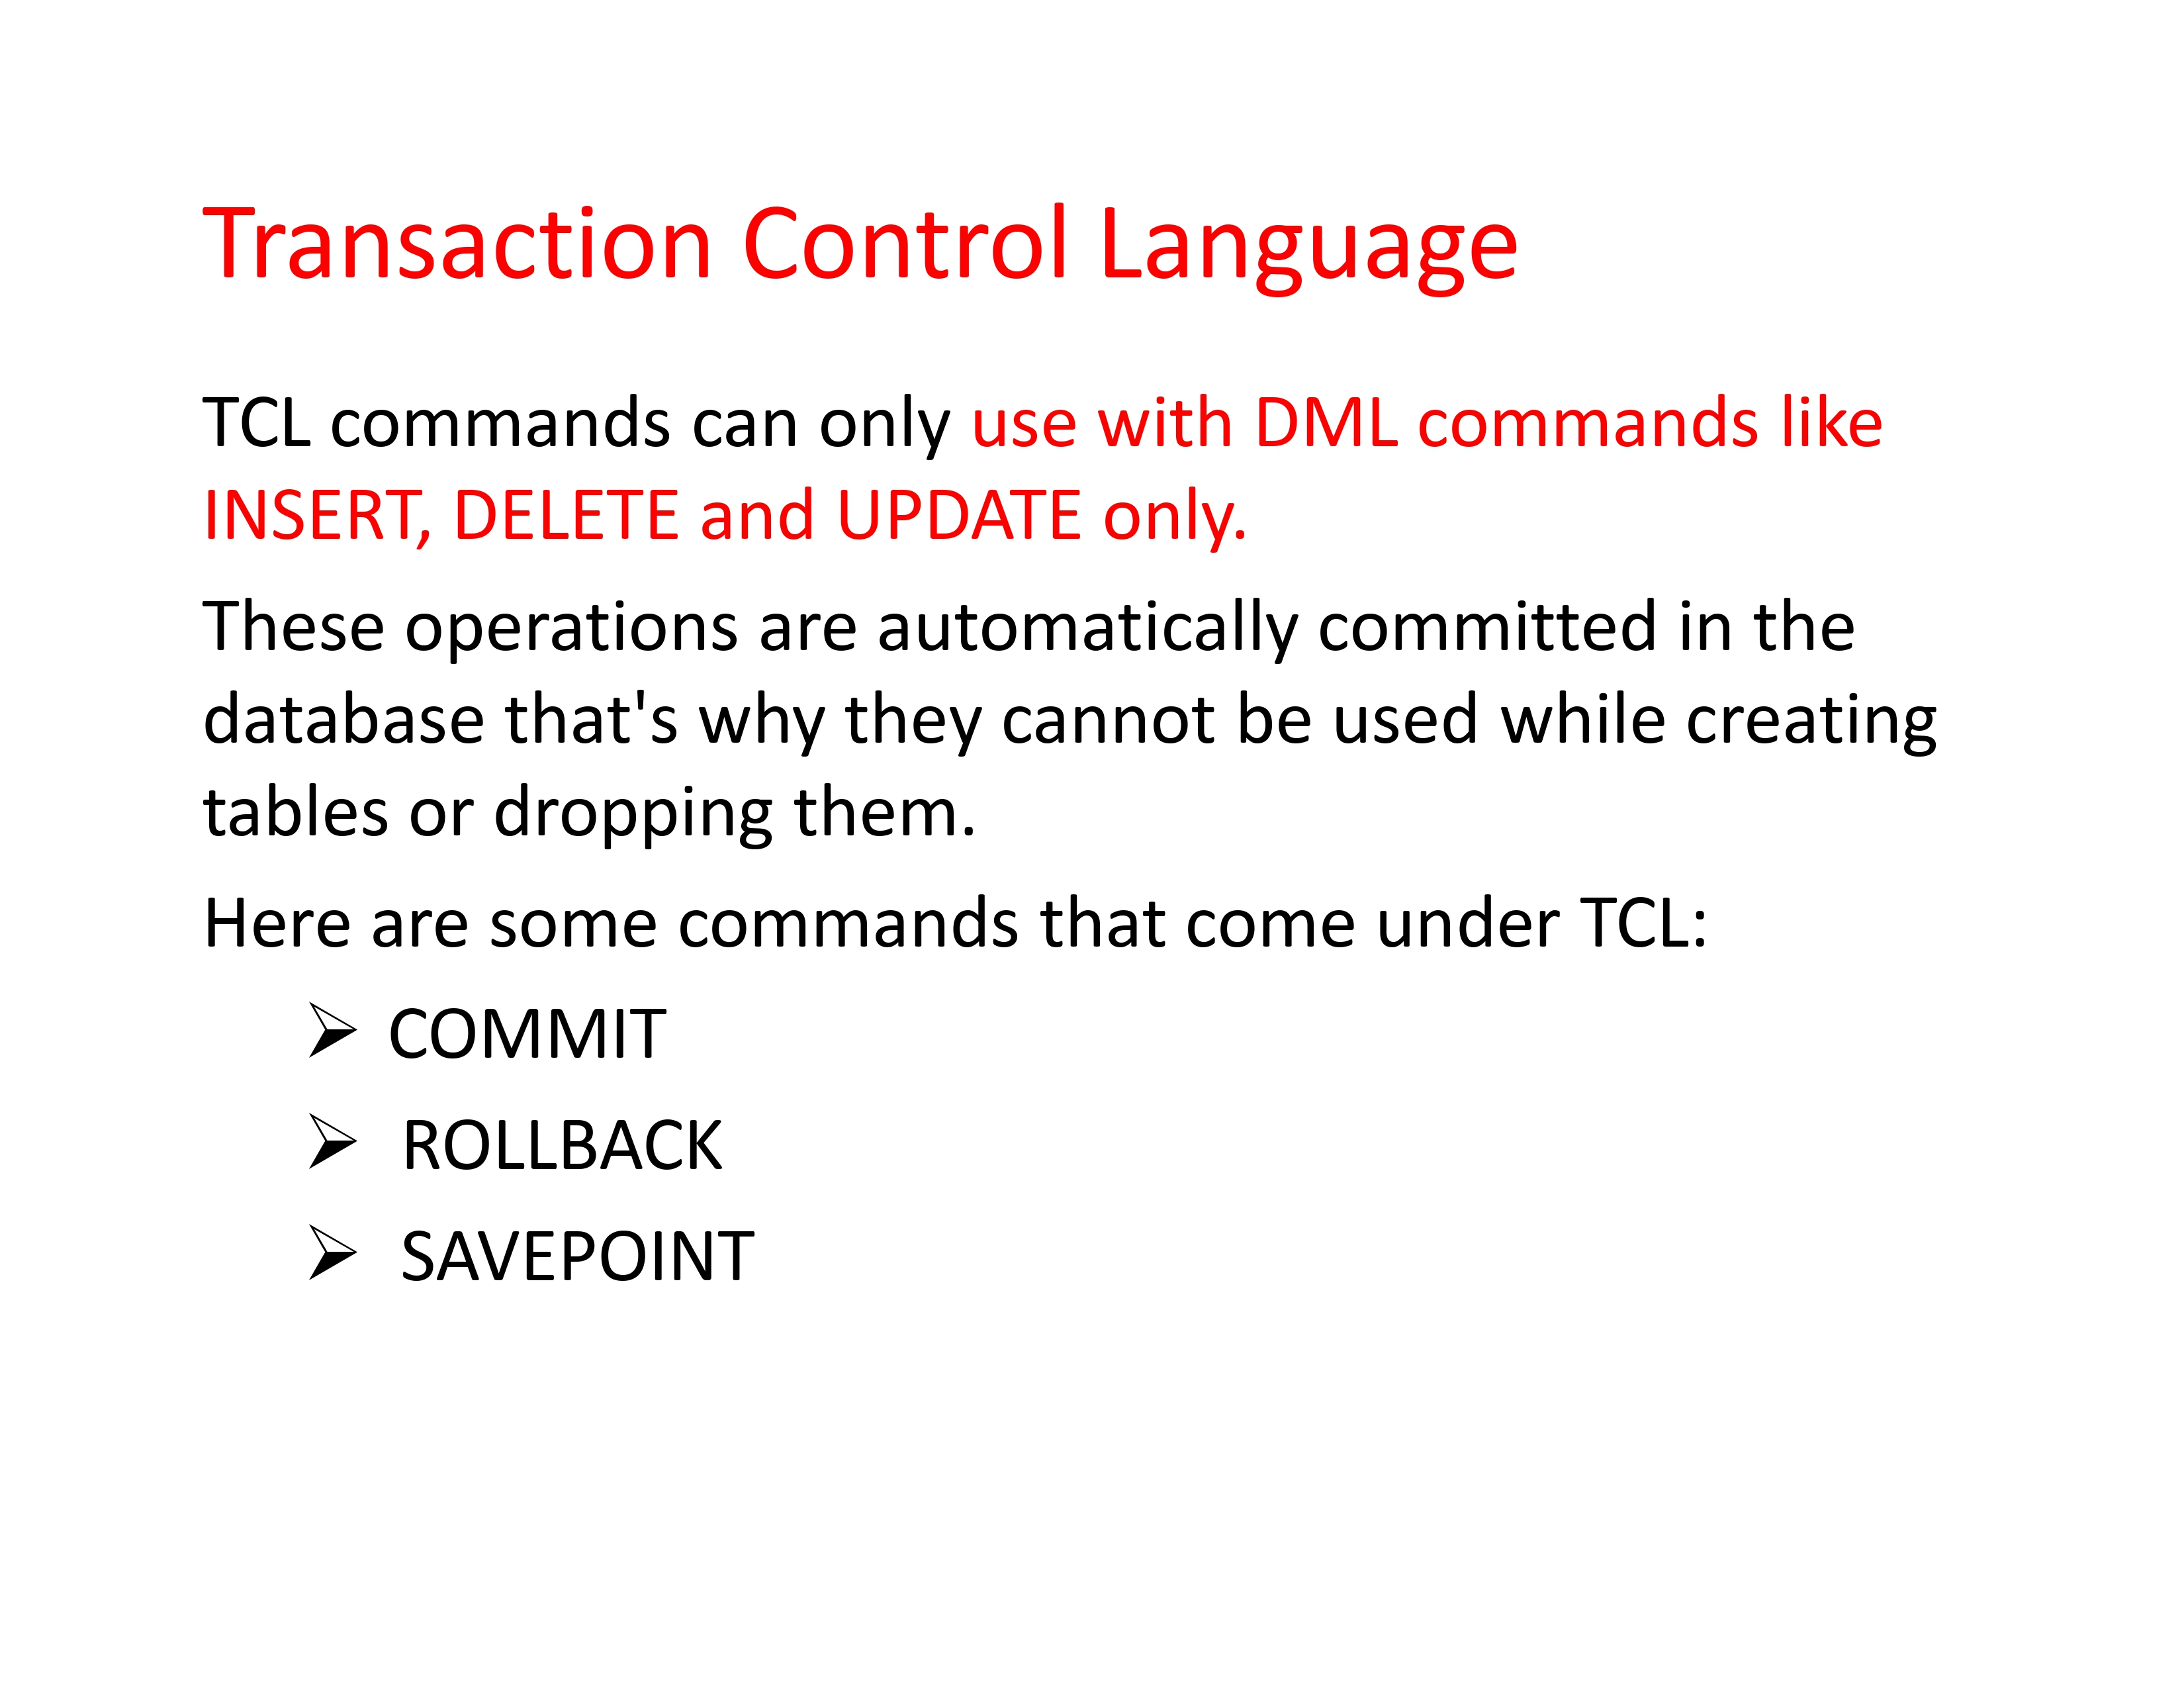 Transaction Control Language
TCL commands can only use with DML commands like
INSERT, DELETE and UPDATE only.
These operations are automatically committed in the
database that's why they cannot be used while creating
tables or dropping them.
Here are some commands that come under TCL:
➢ COMMIT
➢ ROLLBACK
➢ SAVEPOINT